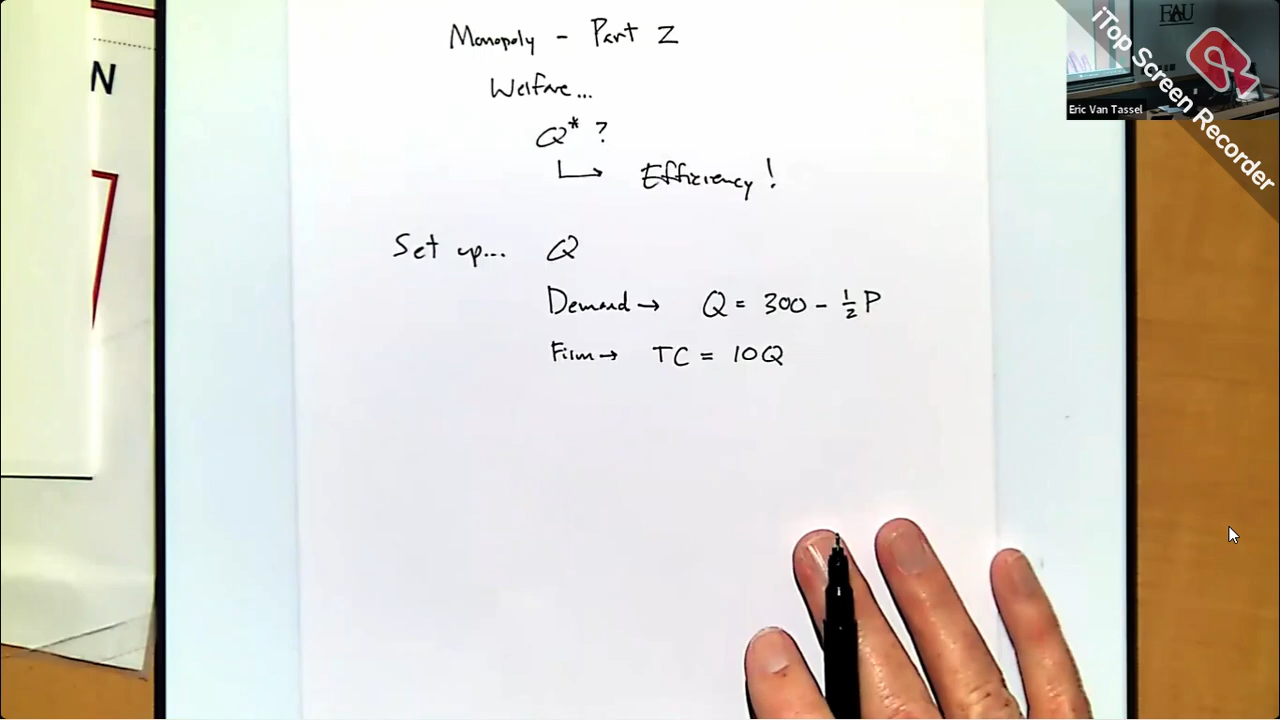 Monopoly - Part 2
Welfare...
Q* ?
↳ Efficiency!
Set up... Q
Demand → Q = 300 - ½P
Firm → TC = 10Q
N
FAU
Eric Van Tassel
iTop Screen Recorder